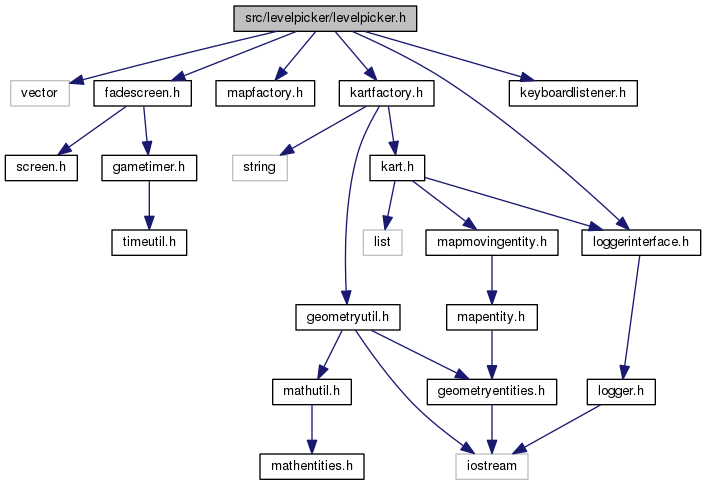 src/levelpicker/levelpicker.h
vector
fadescreen.h
mapfactory.h
kartfactory.h
keyboardlistener.h
screen.h
gametimer.h
string
kart.h
timeutil.h
list
mapmovingentity.h
loggerinterface.h
geometryutil.h
mapentity.h
mathutil.h
geometryentities.h
logger.h
mathentities.h
iostream